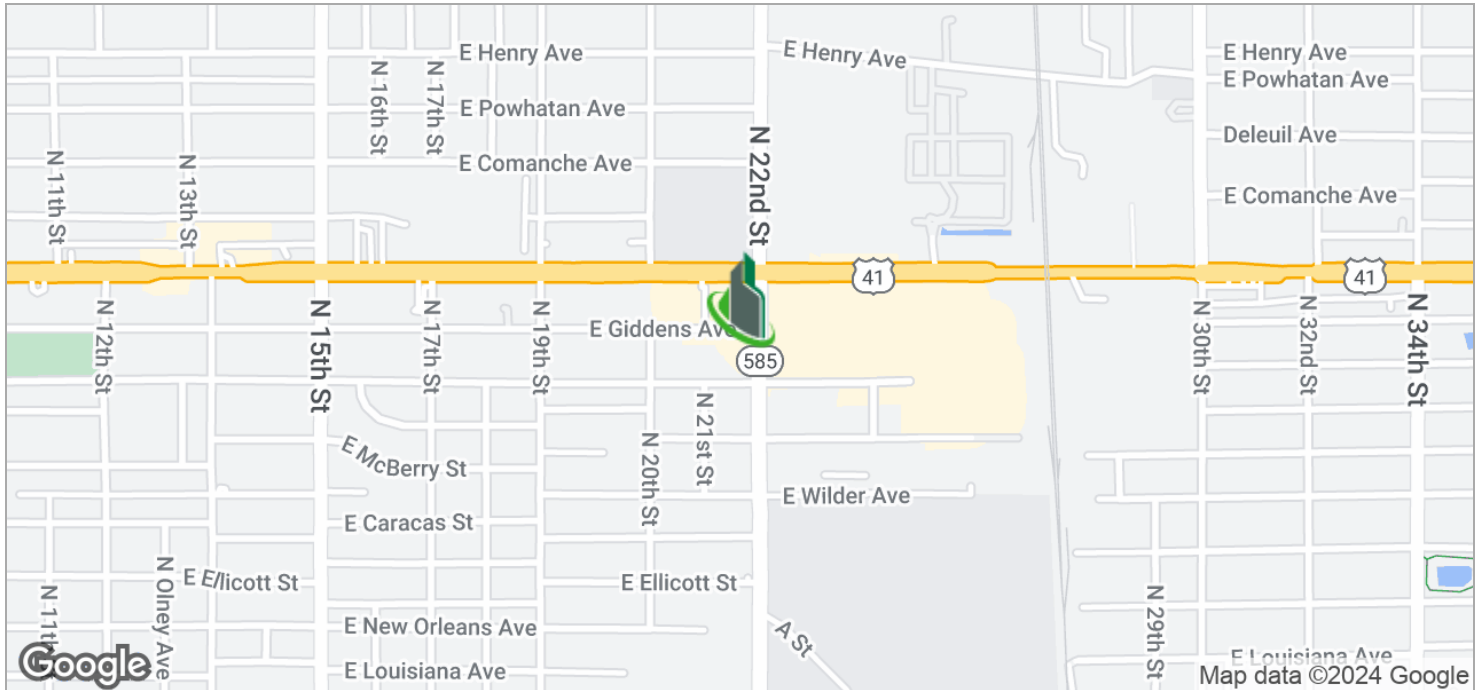 E Henry Ave
E Henry Ave
E Henry Ave
N 16th St
N 17th St
E Powhatan Ave
E Powhatan Ave
N 22nd St
Deleuil Ave
N 11th St
N 13th St
E Comanche Ave
E Comanche Ave
41
41
N 12th St
N 15th St
N 17th St
N 19th St
E Giddens Ave
585
N 30th St
N 32nd St
N 34th St
N 21st St
E McBerry St
N 20th St
E Wilder Ave
E Caracas St
N Olney Ave
E Ellicott St
E Ellicott St
N 11th
N 29th St
E New Orleans Ave
A St
E Louisiana Ave
E Louisiana Ave
Google
Map data ©2024 Google